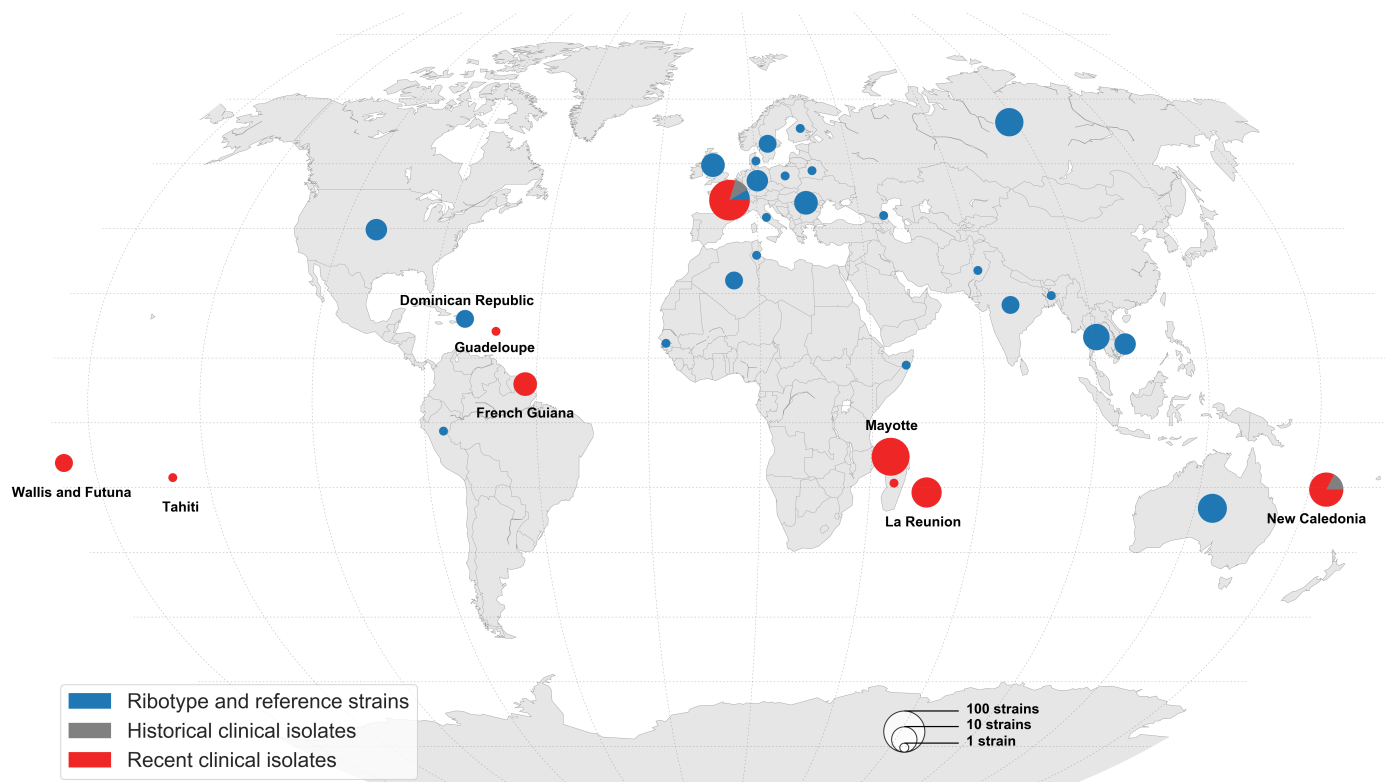 Dominican Republic
Guadeloupe
French Guiana
Mayotte
Wallis and Futuna
Tahiti
La Reunion
New Caledonia
Ribotype and reference strains
Historical clinical isolates
Recent clinical isolates
100 strains
10 strains
1 strain